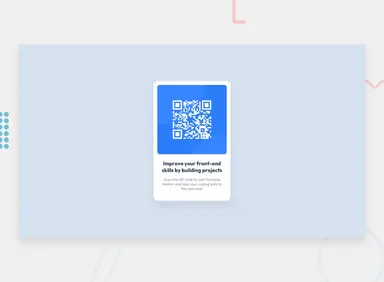 Improve your front-end
skills by building projects
Scan the QR code to visit Frontend
Mentor and take your coding skills to
the next level